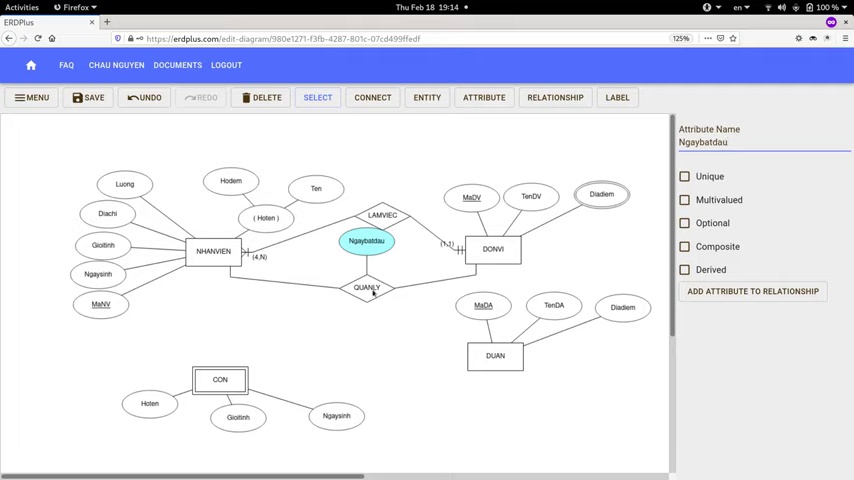 Activities
Firefox
Thu Feb 18 19:14
en
100 %
ERDPlus
https://erdplus.com/edit-diagram/980e1271-f3fb-4287-801c-07cd499ffedf
125%
FAQ
CHAU NGUYEN
DOCUMENTS
LOGOUT
MENU
SAVE
UNDO
REDO
DELETE
SELECT
CONNECT
ENTITY
ATTRIBUTE
RELATIONSHIP
LABEL
Attribute Name
Ngaybatdau
Unique
Multivalued
Optional
Composite
Derived
ADD ATTRIBUTE TO RELATIONSHIP
Luong
Hodem
Ten
Diachi
( Hoten )
LAMVIEC
MaDV
TenDV
Diadiem
Gioitinh
NHANVIEN
(4,N)
Ngaybatdau
(1,1)
DONVI
Ngaysinh
MaNV
QUANLY
MaDA
TenDA
Diadiem
DUAN
CON
Hoten
Gioitinh
Ngaysinh